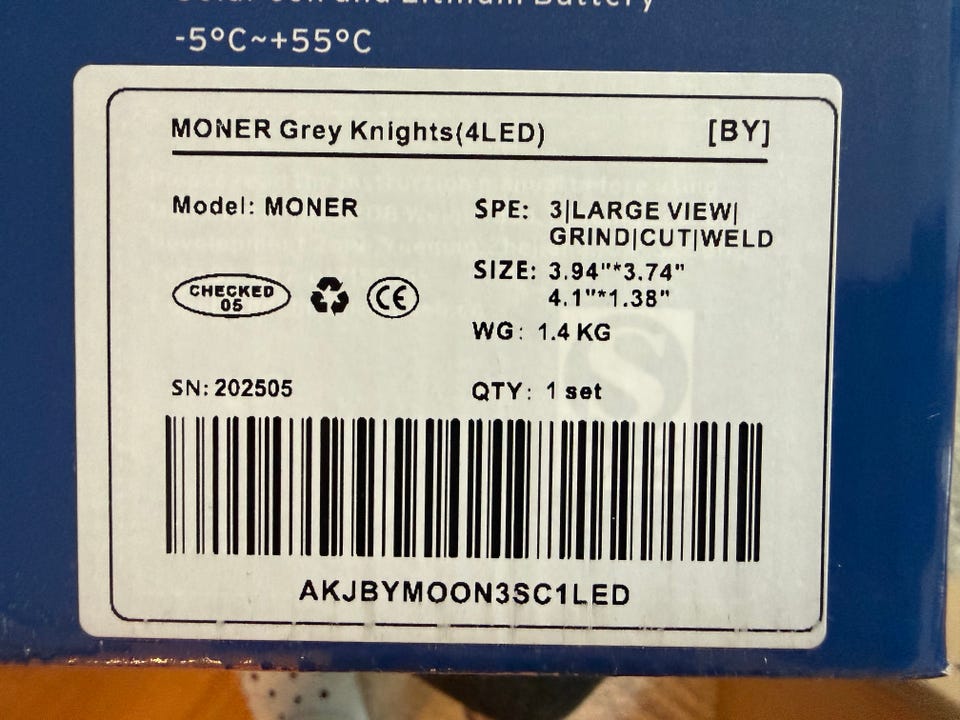 -5°C~+55°C
MONER Grey Knights(4LED) [BY]
Model: MONER
SPE: 3|LARGE VIEW|
GRIND|CUT|WELD
SIZE: 3.94"*3.74"
4.1"*1.38"
CHECKED
05
CE
WG: 1.4 KG
SN: 202505
QTY: 1 set
AKJBYMOON3SC1LED